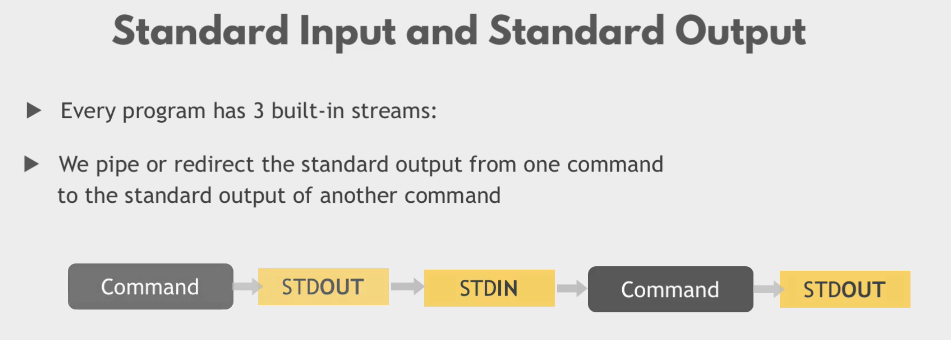 Standard Input and Standard Output
Every program has 3 built-in streams:
We pipe or redirect the standard output from one command
to the standard output of another command
Command STDOUT STDIN Command STDOUT